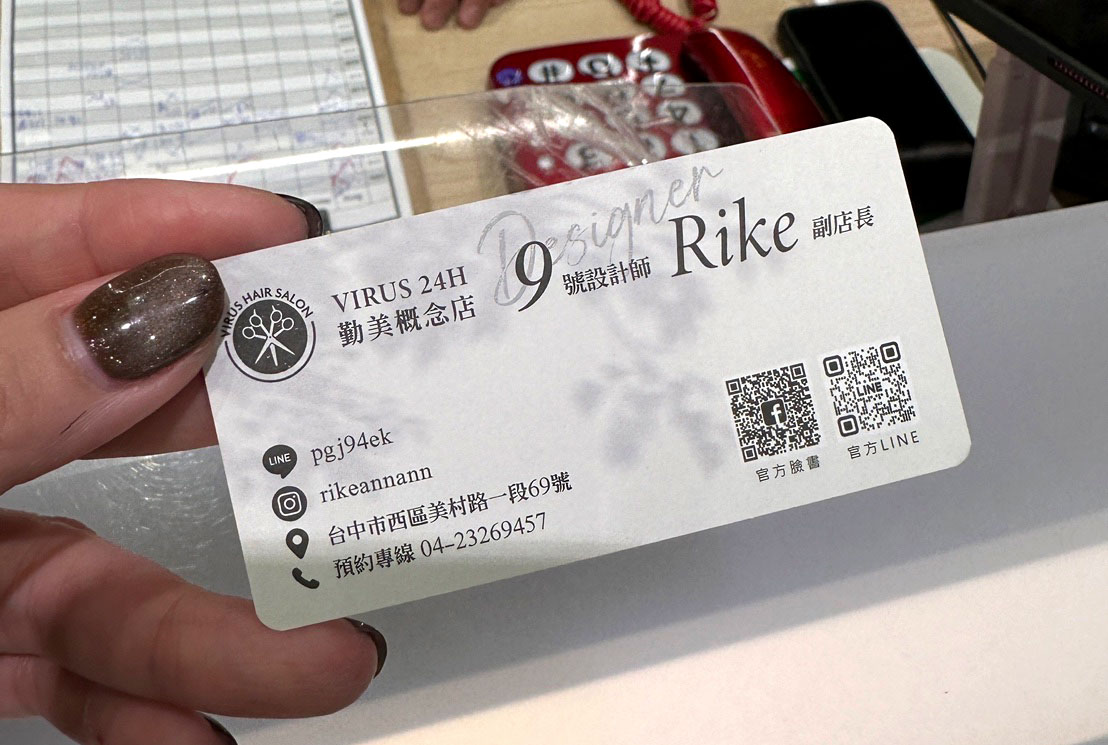 Designer
9 號設計師 Rike 副店長
VIRUS HAIR SALON
VIRUS 24H
勤美概念店
LINE pgj94ek
rikeannann
台中市西區美村路一段69號
預約專線 04-23269457
f
官方臉書
LINE
官方LINE